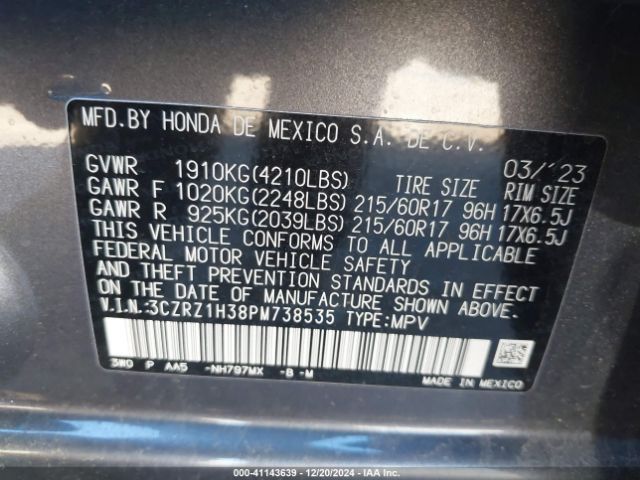 MFD.BY HONDA DE MEXICO S.A. DE C.V.
03/'23
GVWR 1910KG(4210LBS) TIRE SIZE RIM SIZE
GAWR F 1020KG(2248LBS) 215/60R17 96H 17X6.5J
GAWR R 925KG(2039LBS) 215/60R17 96H 17X6.5J
THIS VEHICLE CONFORMS TO ALL APPLICABLE
FEDERAL MOTOR VEHICLE SAFETY
AND THEFT PREVENTION STANDARDS IN EFFECT
ON THE DATE OF MANUFACTURE SHOWN ABOVE.
V.I.N.:3CZRZ1H38PM738535 TYPE:MPV
3W0 P AA5 -NH797MX -B -M
MADE IN MEXICO
000-41143639 - 12/20/2024 - IAA Inc.